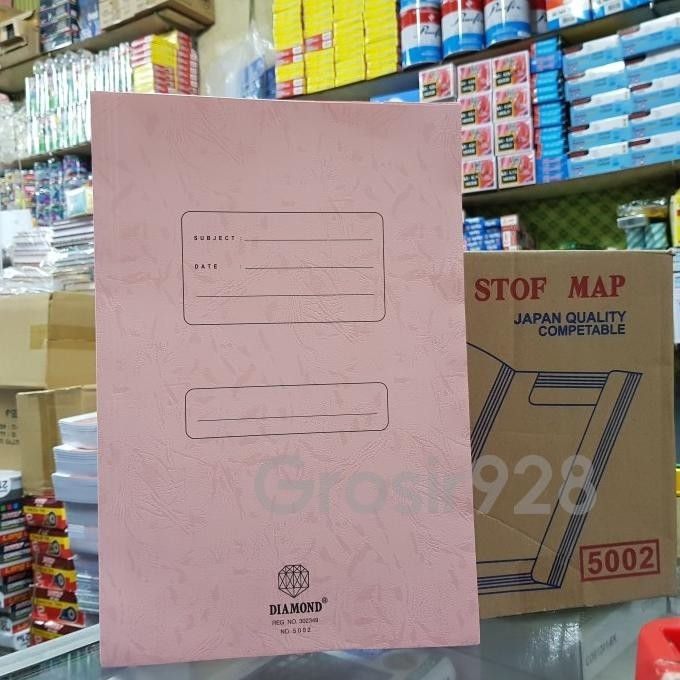 SUBJECT :
DATE :
DIAMOND®
REG. NO. 302349
NO. 5002
STOF MAP
JAPAN QUALITY
COMPETABLE
5002
Grosir928